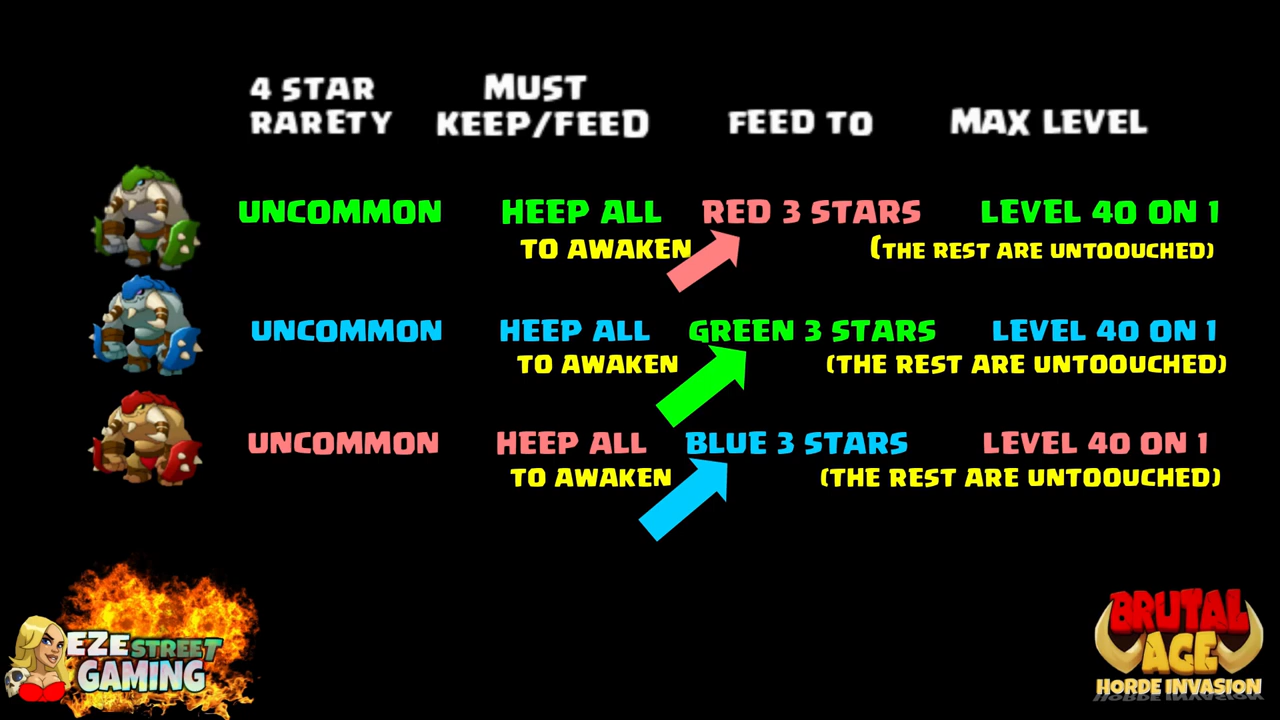 4 STAR RARETY MUST KEEP/FEED FEED TO MAX LEVEL
UNCOMMON HEEP ALL RED 3 STARS LEVEL 40 ON 1
TO AWAKEN (THE REST ARE UNTOOUCHED)
UNCOMMON HEEP ALL GREEN 3 STARS LEVEL 40 ON 1
TO AWAKEN (THE REST ARE UNTOOUCHED)
UNCOMMON HEEP ALL BLUE 3 STARS LEVEL 40 ON 1
TO AWAKEN (THE REST ARE UNTOOUCHED)
EZE STREET
GAMING
BRUTAL
AGE
HORDE INVASION